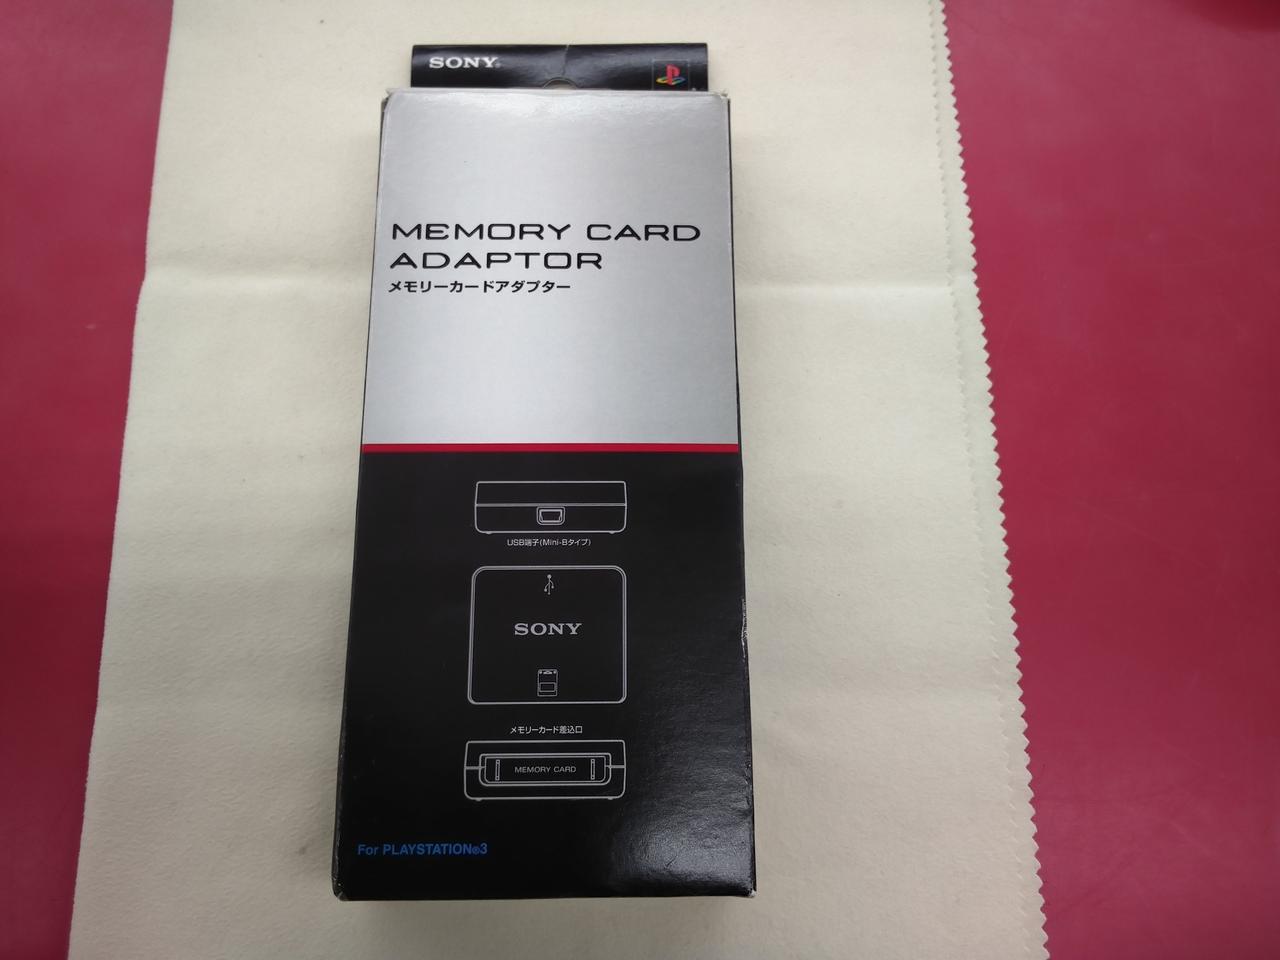 SONY®
MEMORY CARD
ADAPTOR
メモリーカードアダプター
USB端子(Mini-Bタイプ)
SONY
メモリーカード差込口
MEMORY CARD
For PLAYSTATION®3